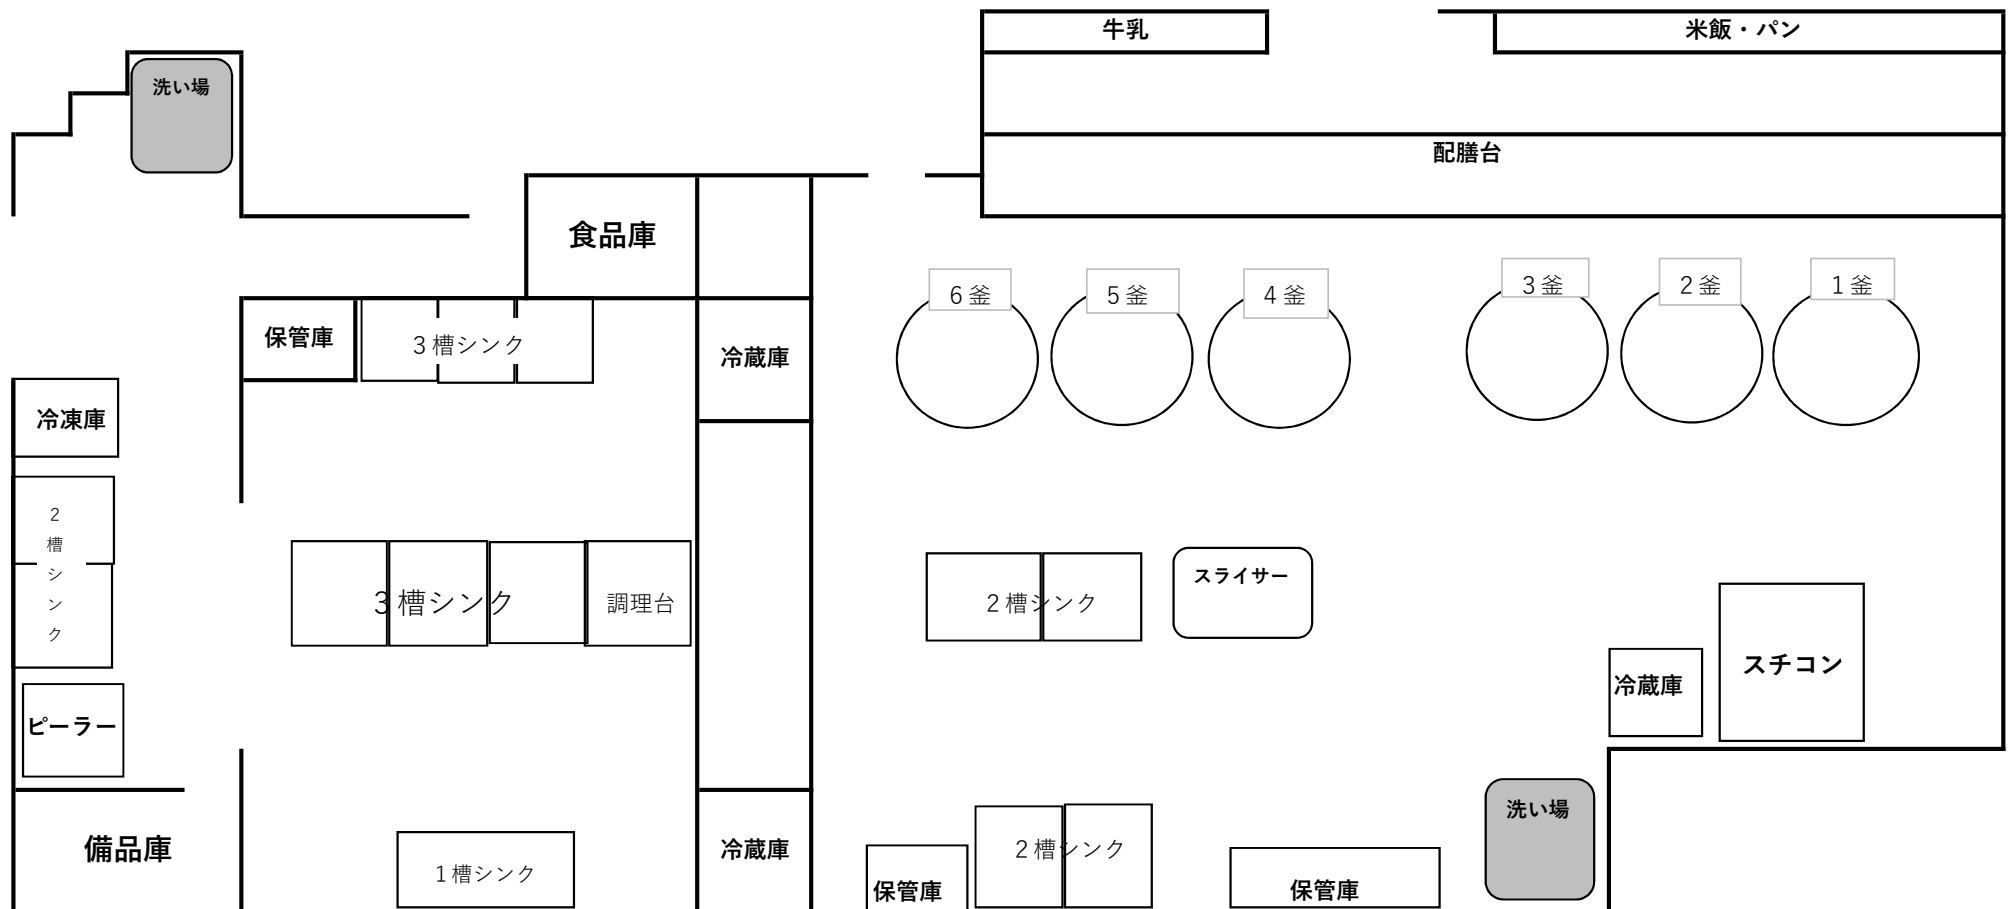 牛乳
米飯・パン
洗い場
配膳台
食品庫
6釜
5釜
4釜
3釜
2釜
1釜
保管庫
3槽シンク
冷蔵庫
冷凍庫
2槽シンク
3槽シンク
調理台
2槽シンク
スライサー
冷蔵庫
スチコン
ピーラー
洗い場
備品庫
1槽シンク
冷蔵庫
保管庫
2槽シンク
保管庫